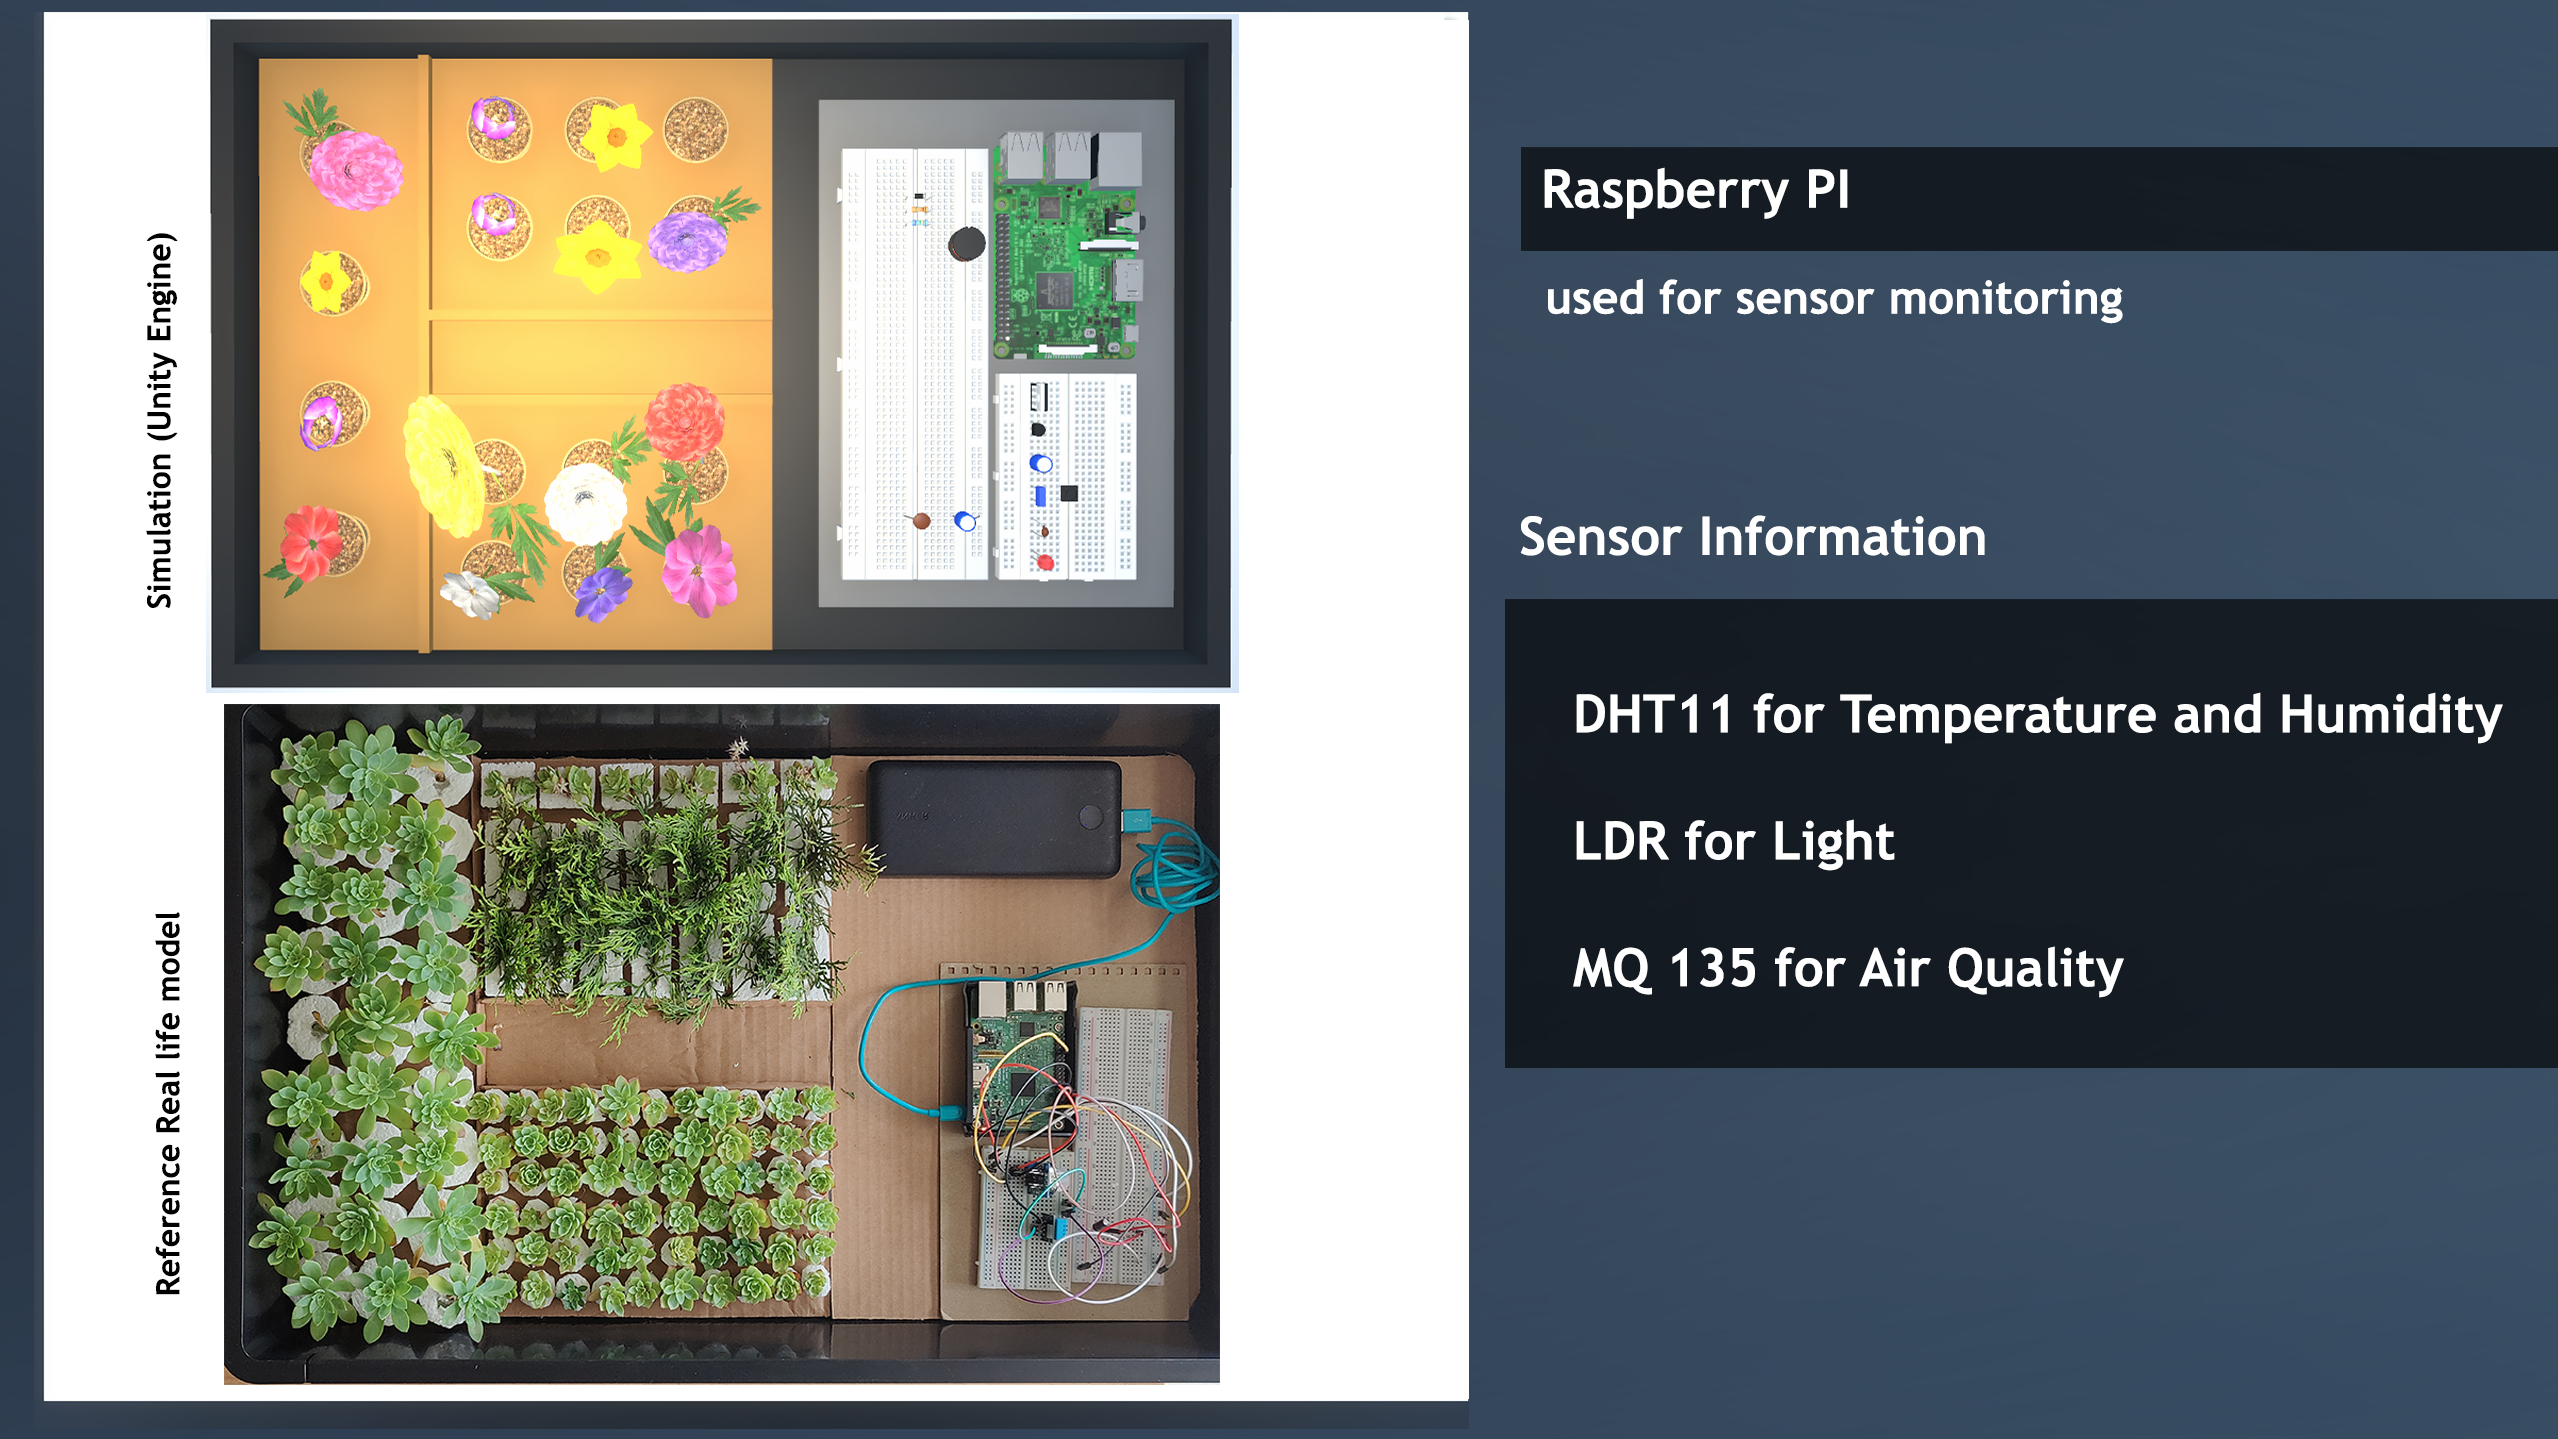 Simulation (Unity Engine)
Reference Real life model
Raspberry PI
used for sensor monitoring
Sensor Information
DHT11 for Temperature and Humidity
LDR for Light
MQ 135 for Air Quality